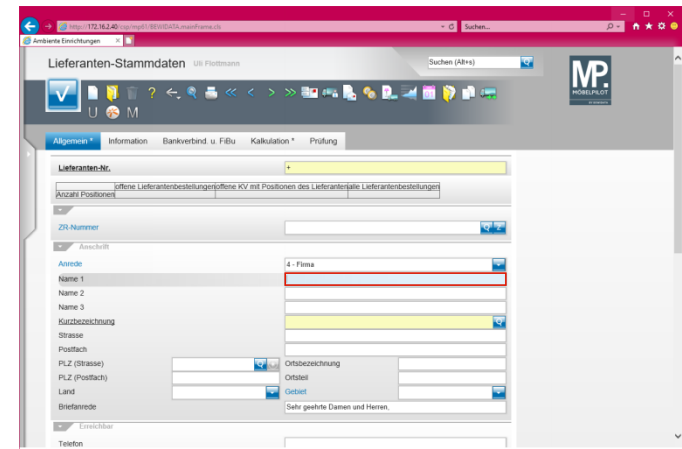 http://172.16.2.40/csp/mp61/BEWIDATA.mainFrame.cls
Suchen...
Ambiente Einrichtungen
Lieferanten-Stammdaten Uli Flottmann
Suchen (Alt+s)
MP.
MÖBELPILOT
U M
Allgemein * Information Bankverbind. u. FiBu Kalkulation * Prüfung
Lieferanten-Nr. +
offene Lieferantenbestellungen offene KV mit Positionen des Lieferanten alle Lieferantenbestellungen
Anzahl Positionen
ZR-Nummer
Anschrift
Anrede 4 - Firma
Name 1
Name 2
Name 3
Kurzbezeichnung
Strasse
Postfach
PLZ (Strasse) Ortsbezeichnung
PLZ (Postfach) Ortsteil
Land Gebiet
Briefanrede Sehr geehrte Damen und Herren,
Erreichbar
Telefon